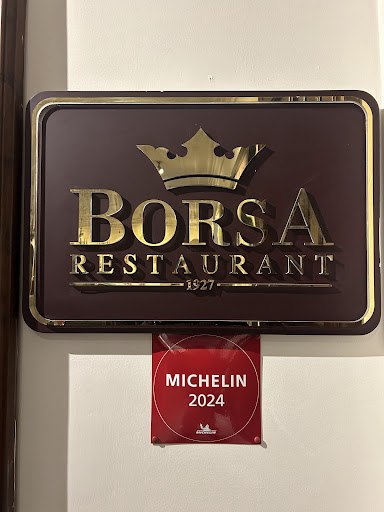 BORSA
RESTAURANT
1927
MICHELIN
2024